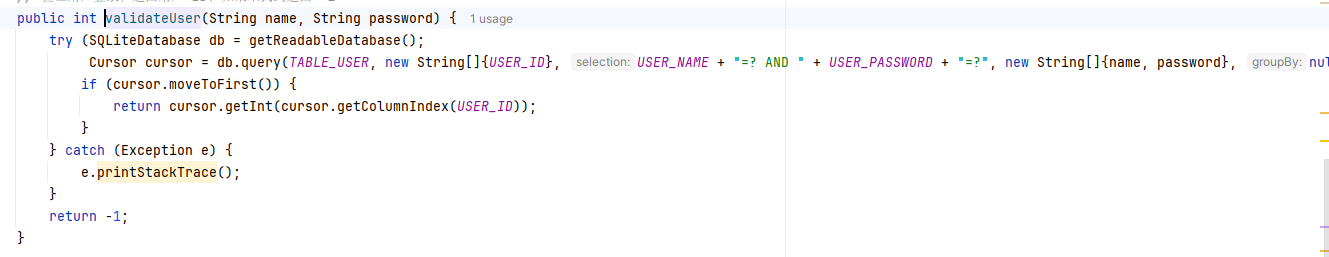 public int validateUser(String name, String password) { 1 usage
try (SQLiteDatabase db = getReadableDatabase();
Cursor cursor = db.query(TABLE_USER, new String[]{USER_ID}, selection: USER_NAME + "=? AND " + USER_PASSWORD + "=?", new String[]{name, password}, groupBy: nul
if (cursor.moveToFirst()) {
return cursor.getInt(cursor.getColumnIndex(USER_ID));
}
} catch (Exception e) {
e.printStackTrace();
}
return -1;
}